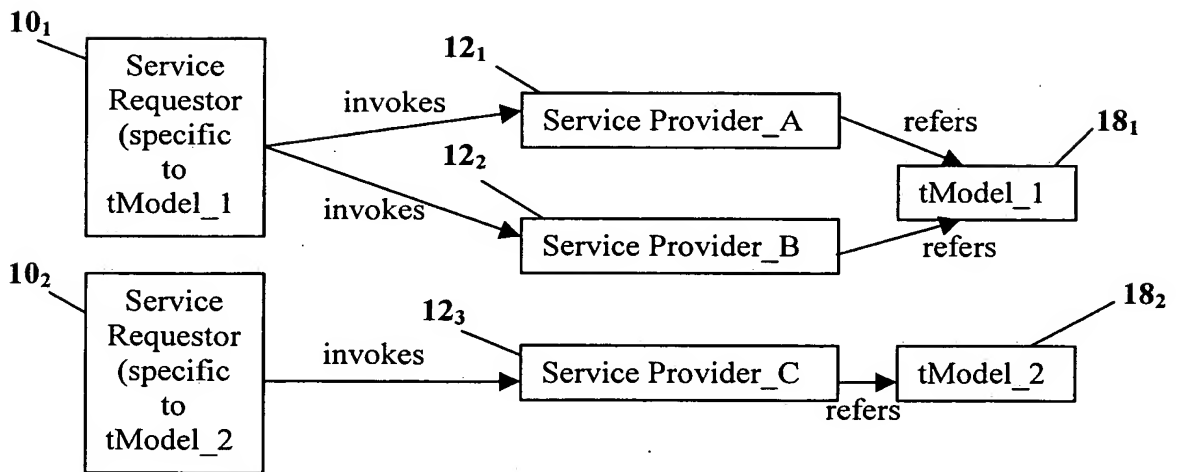 10₁
Service
Requestor
(specific
to
tModel_1
invokes
invokes
12₁
Service Provider_A
12₂
Service Provider_B
refers
refers
18₁
tModel_1
10₂
Service
Requestor
(specific
to
tModel_2
invokes
12₃
Service Provider_C
refers
18₂
tModel_2